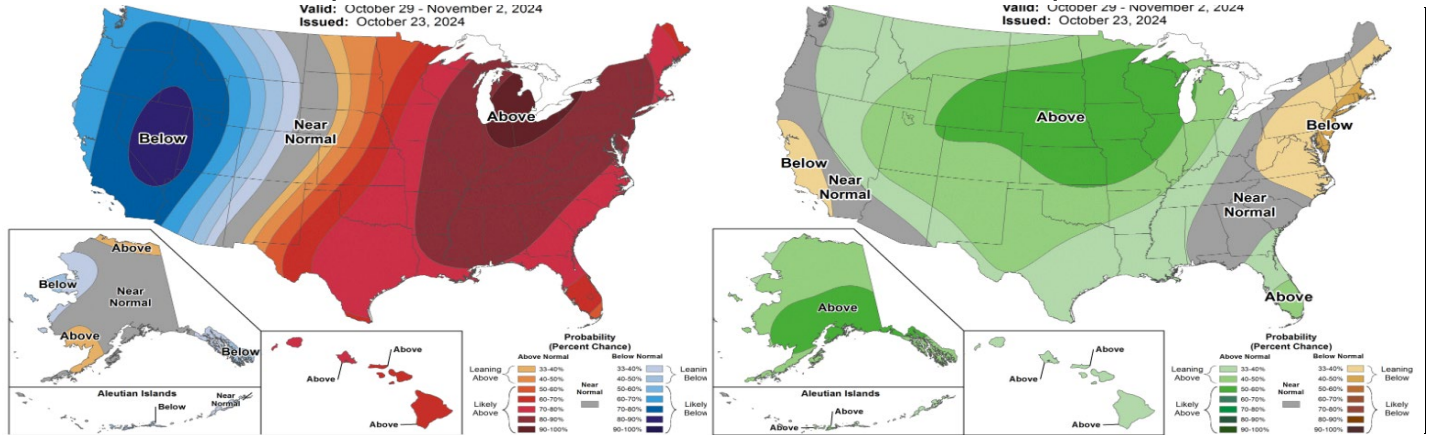 Valid: October 29 - November 2, 2024
Issued: October 23, 2024
Below
Near
Normal
Above
Above
Below
Near
Normal
Above
Below
Aleutian Islands
Below
Near
Normal
Above
Above
Above
Probability
(Percent Chance)
Above Normal
Below Normal
Leaning
Above
Likely
Above
33-40%
40-50%
50-60%
60-70%
70-80%
80-90%
90-100%
Near
Normal
33-40%
40-50%
50-60%
60-70%
70-80%
80-90%
90-100%
Leanin
Below
Likely
Below
Valid: October 29 - November 2, 2024
Issued: October 23, 2024
Above
Below
Near
Normal
Below
Near
Normal
Above
Above
Aleutian Islands
Above
Above
Above
Above
Above
Probability
(Percent Chance)
Above Normal
Below Normal
Leaning
Above
Likely
Above
33-40%
40-50%
50-60%
60-70%
70-80%
80-90%
90-100%
Near
Normal
33-40%
40-50%
50-60%
60-70%
70-80%
80-90%
90-100%
Leaning
Below
Likely
Below